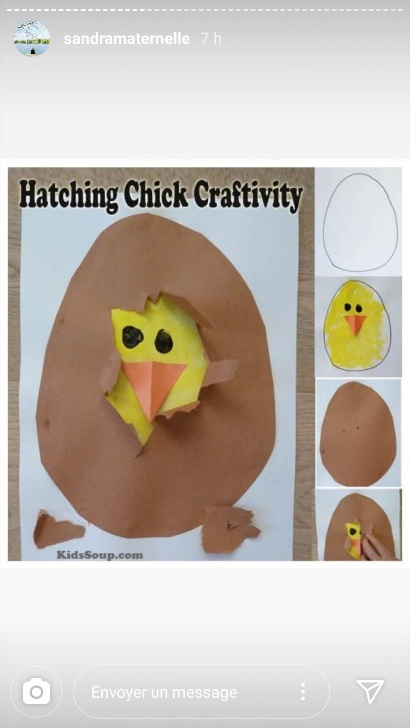 sandramaternelle 7 h
Hatching Chick Craftivity
KidsSoup.com
Envoyer un message